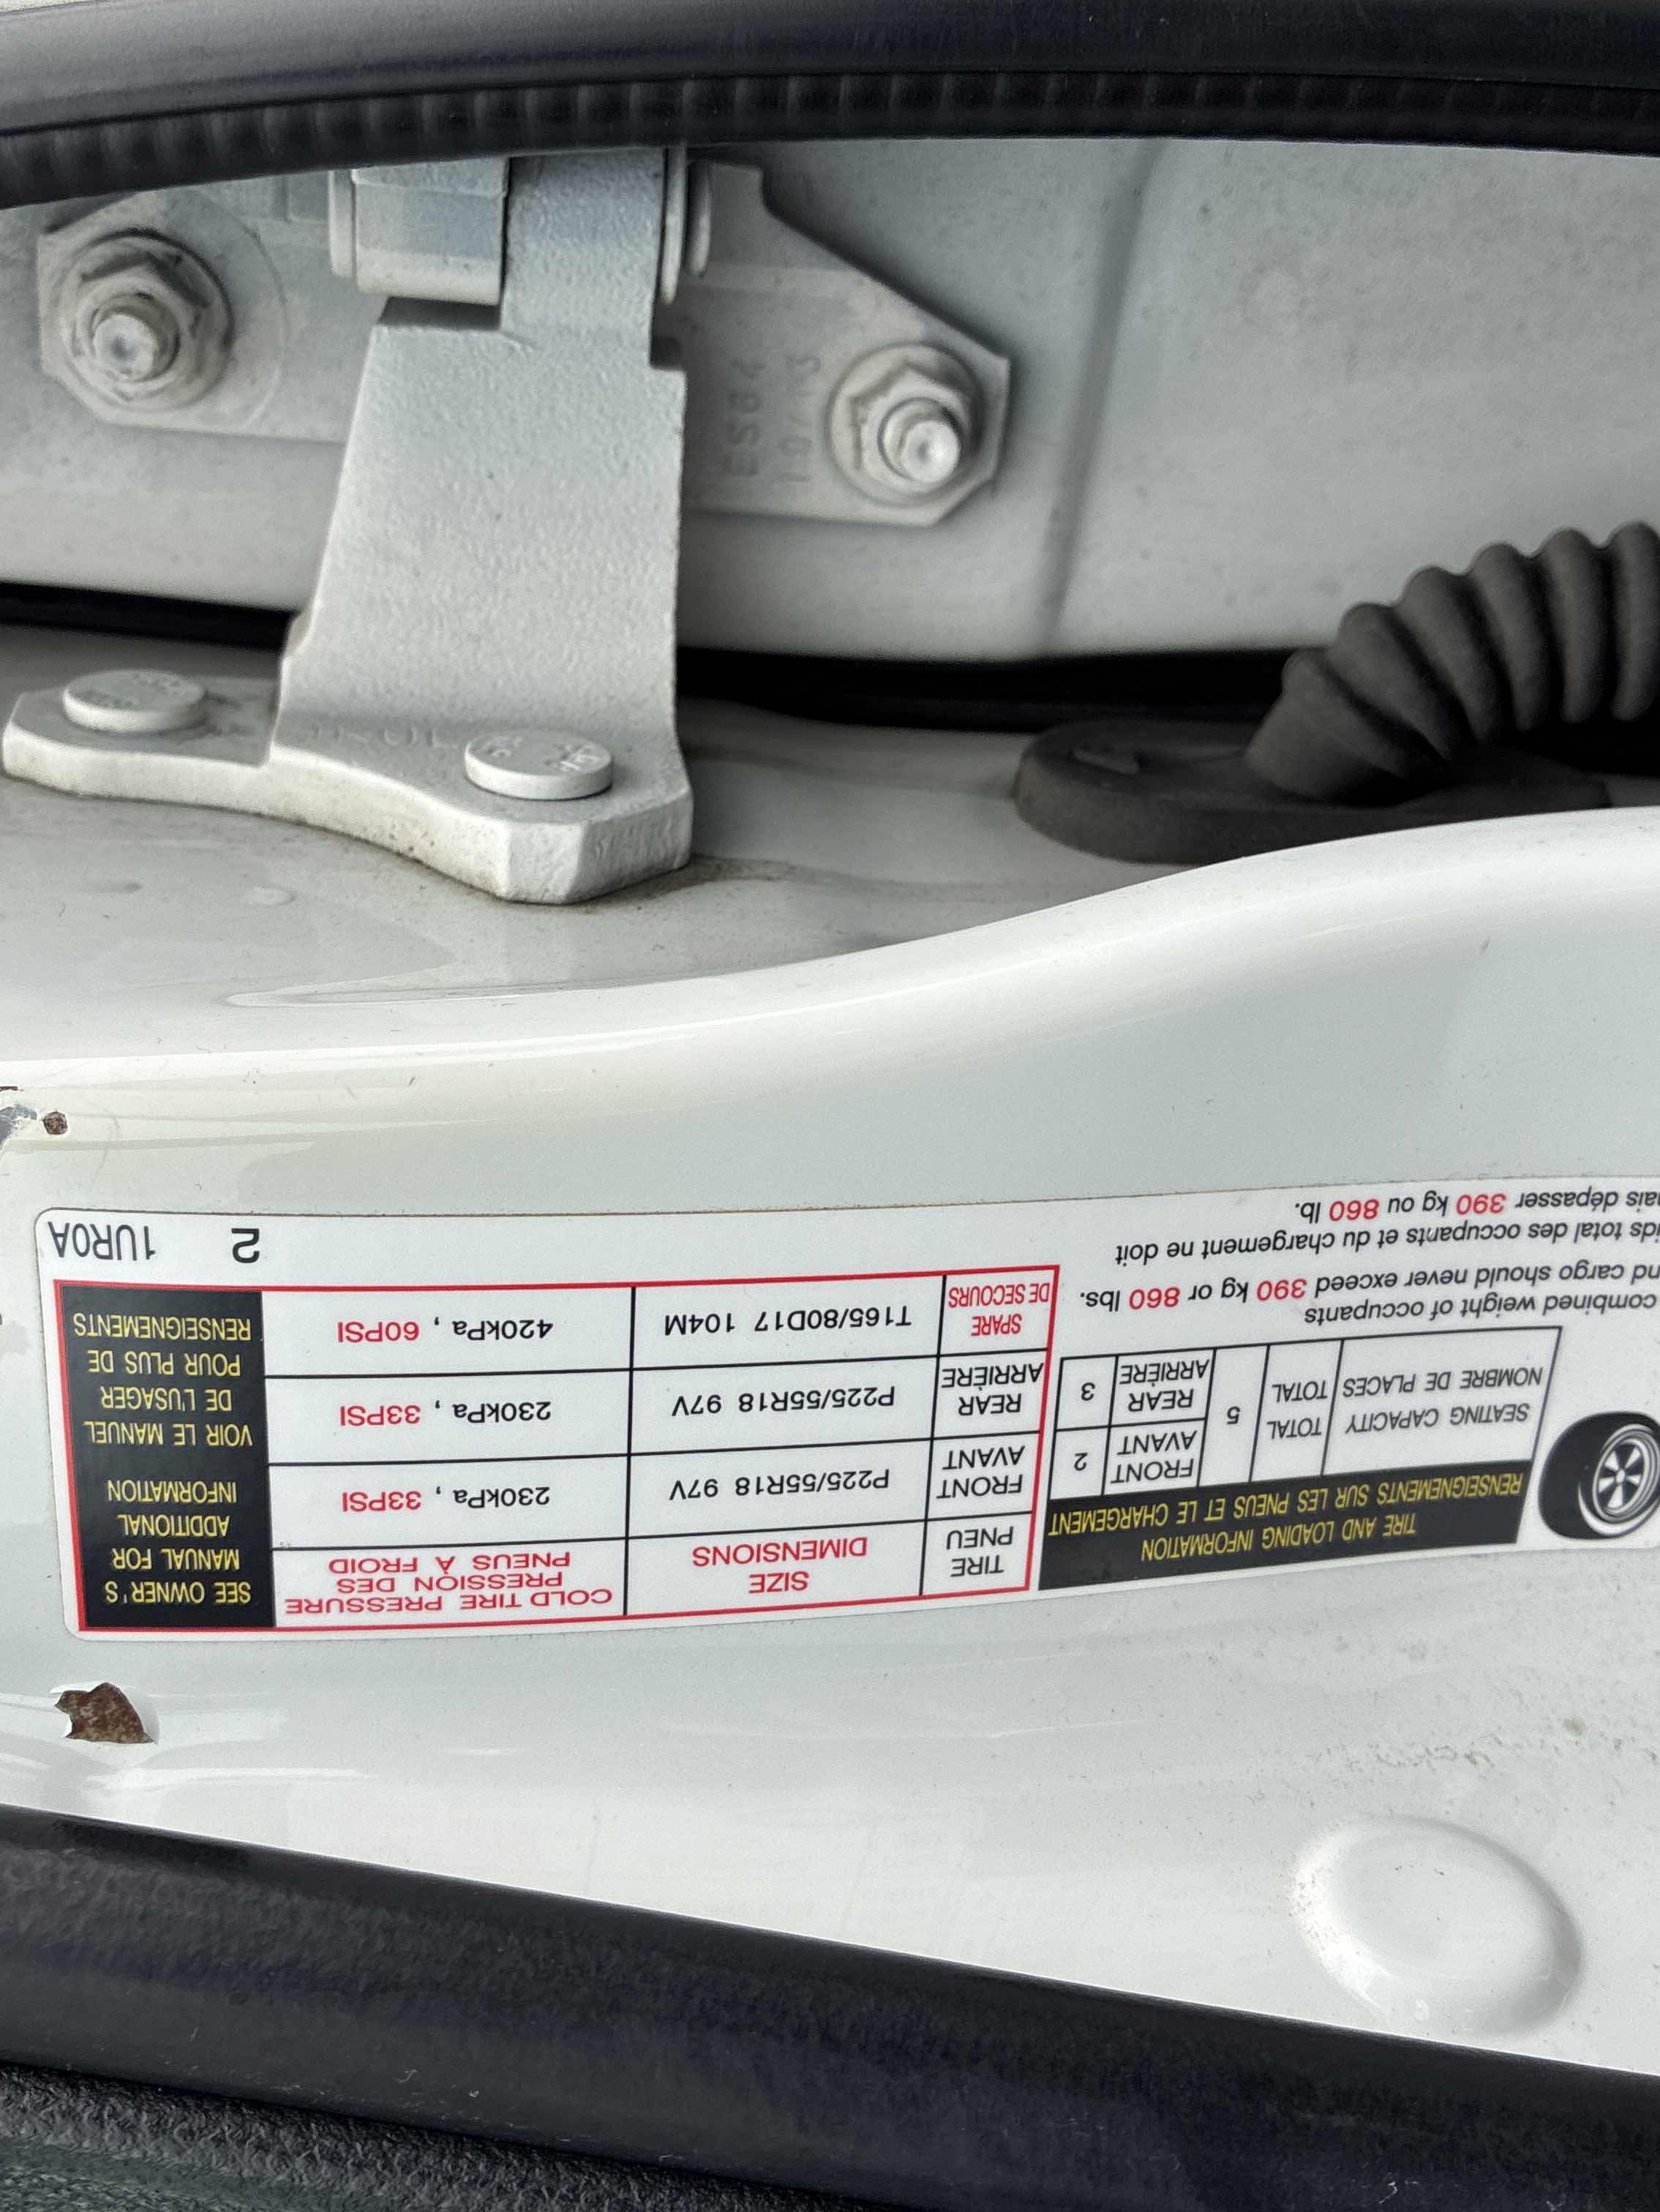 TIRE AND LOADING INFORMATION
RENSEIGNEMENTS SUR LES PNEUS ET LE CHARGEMENT
SEATING CAPACITY
NOMBRE DE PLACES
TOTAL
TOTAL
5
FRONT
AVANT
2
REAR
ARRIÈRE
3
combined weight of occupants
cargo should never exceed 390 kg or 860 lbs.
total des occupants et du chargement ne doit
dépasser 390 kg ou 860 lb.
TIRE
PNEU
SIZE
DIMENSIONS
COLD TIRE PRESSURE
PRESSION DES
PNEUS À FROID
FRONT
AVANT
P225/55R18 97V
230kPa, 33PSI
REAR
ARRIÈRE
P225/55R18 97V
230kPa, 33PSI
SPARE
DE SECOURS
T165/80D17 104M
420kPa, 60PSI
SEE OWNER'S
MANUAL FOR
ADDITIONAL
INFORMATION
VOIR LE MANUEL
DE L'USAGER
POUR PLUS DE
RENSEIGNEMENTS
2 1UR0A